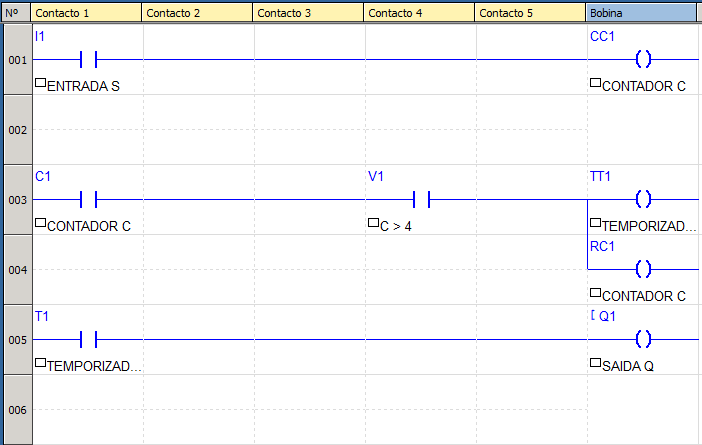 Nº Contacto 1 Contacto 2 Contacto 3 Contacto 4 Contacto 5 Bobina
I1 CC1
001
ENTRADA S CONTADOR C
002
C1 V1 TT1
003
CONTADOR C C > 4 TEMPORIZAD...
RC1
004
CONTADOR C
T1 [ Q1
005
TEMPORIZAD... SAIDA Q
006